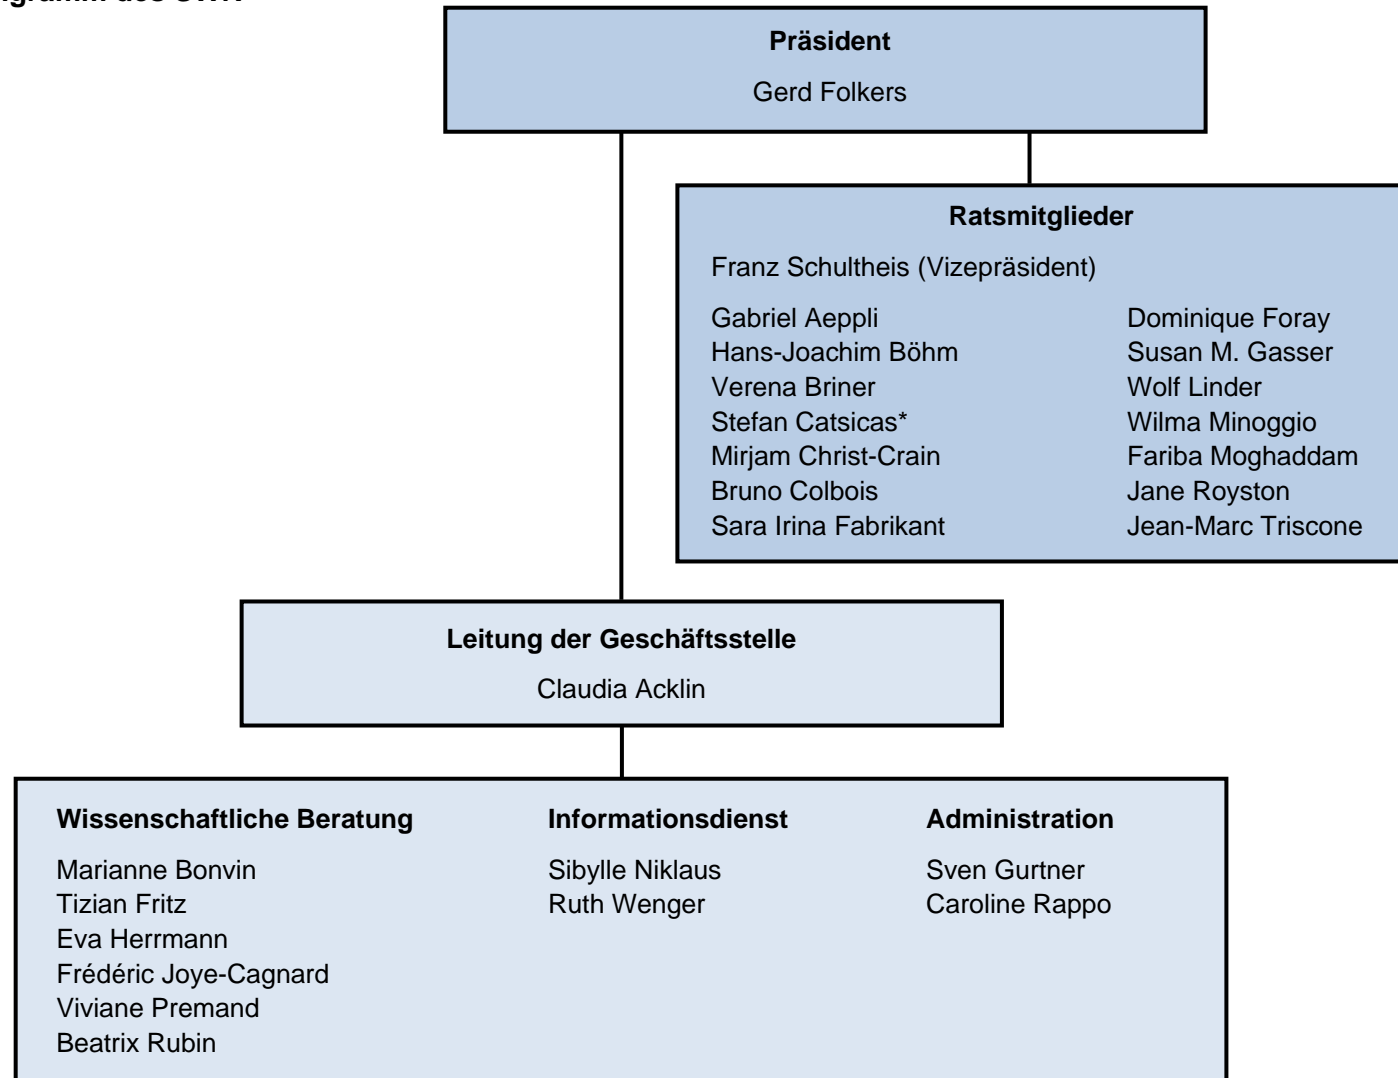 Präsident
Gerd Folkers
Ratsmitglieder
Franz Schultheis (Vizepräsident)
Gabriel Aeppli
Hans-Joachim Böhm
Verena Briner
Stefan Catsicas*
Mirjam Christ-Crain
Bruno Colbois
Sara Irina Fabrikant
Dominique Foray
Susan M. Gasser
Wolf Linder
Wilma Minoggio
Fariba Moghaddam
Jane Royston
Jean-Marc Triscone
Leitung der Geschäftsstelle
Claudia Acklin
Wissenschaftliche Beratung
Marianne Bonvin
Tizian Fritz
Eva Herrmann
Frédéric Joye-Cagnard
Viviane Premand
Beatrix Rubin
Informationsdienst
Sibylle Niklaus
Ruth Wenger
Administration
Sven Gurtner
Caroline Rappo